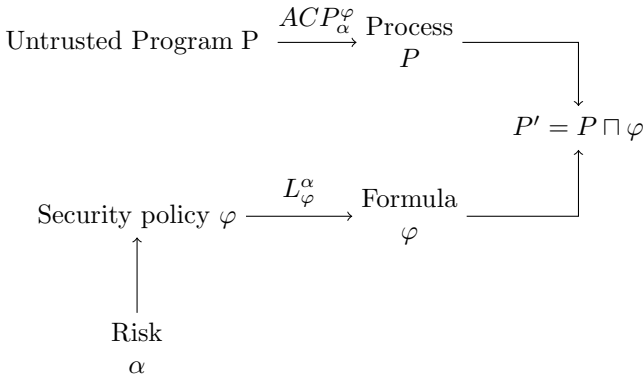 ACP^φ_α
Untrusted Program P
Process
P
P′ = P ⊓ φ
L^α_φ
Security policy φ
Formula
φ
Risk
α